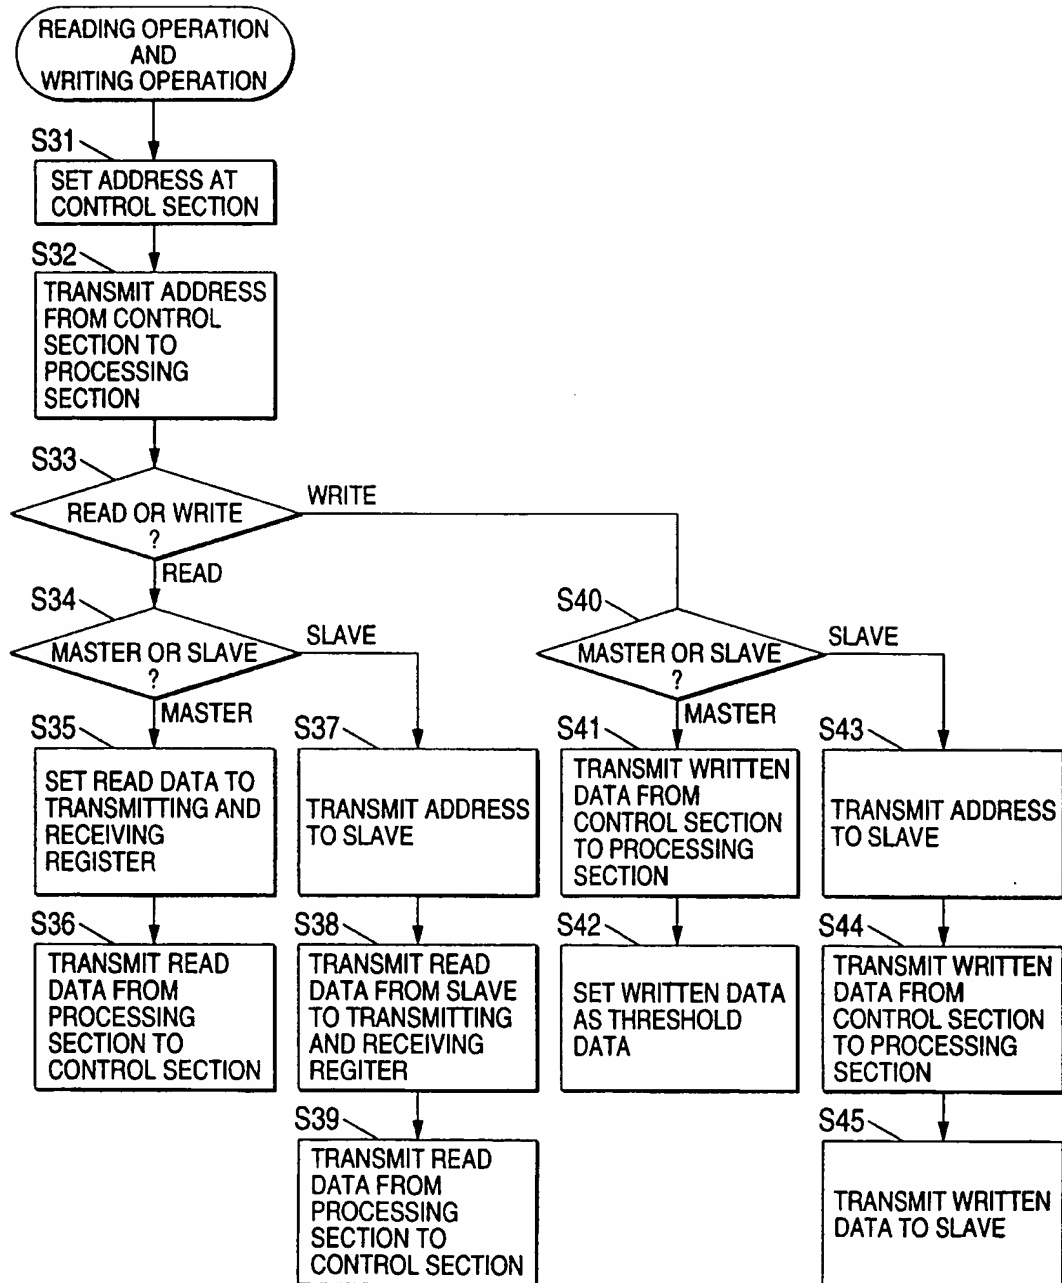 READING OPERATION
AND
WRITING OPERATION
S31
SET ADDRESS AT
CONTROL SECTION
S32
TRANSMIT ADDRESS
FROM CONTROL
SECTION TO
PROCESSING
SECTION
S33
READ OR WRITE
?
WRITE
READ
S34
MASTER OR SLAVE
?
SLAVE
MASTER
S35
SET READ DATA TO
TRANSMITTING AND
RECEIVING
REGISTER
S36
TRANSMIT READ
DATA FROM
PROCESSING
SECTION TO
CONTROL SECTION
S37
TRANSMIT ADDRESS
TO SLAVE
S38
TRANSMIT READ
DATA FROM SLAVE
TO TRANSMITTING
AND RECEIVING
REGITER
S39
TRANSMIT READ
DATA FROM
PROCESSING
SECTION TO
CONTROL SECTION
S40
MASTER OR SLAVE
?
SLAVE
MASTER
S41
TRANSMIT WRITTEN
DATA FROM
CONTROL SECTION
TO PROCESSING
SECTION
S42
SET WRITTEN DATA
AS THRESHOLD
DATA
S43
TRANSMIT ADDRESS
TO SLAVE
S44
TRANSMIT WRITTEN
DATA FROM
CONTROL SECTION
TO PROCESSING
SECTION
S45
TRANSMIT WRITTEN
DATA TO SLAVE